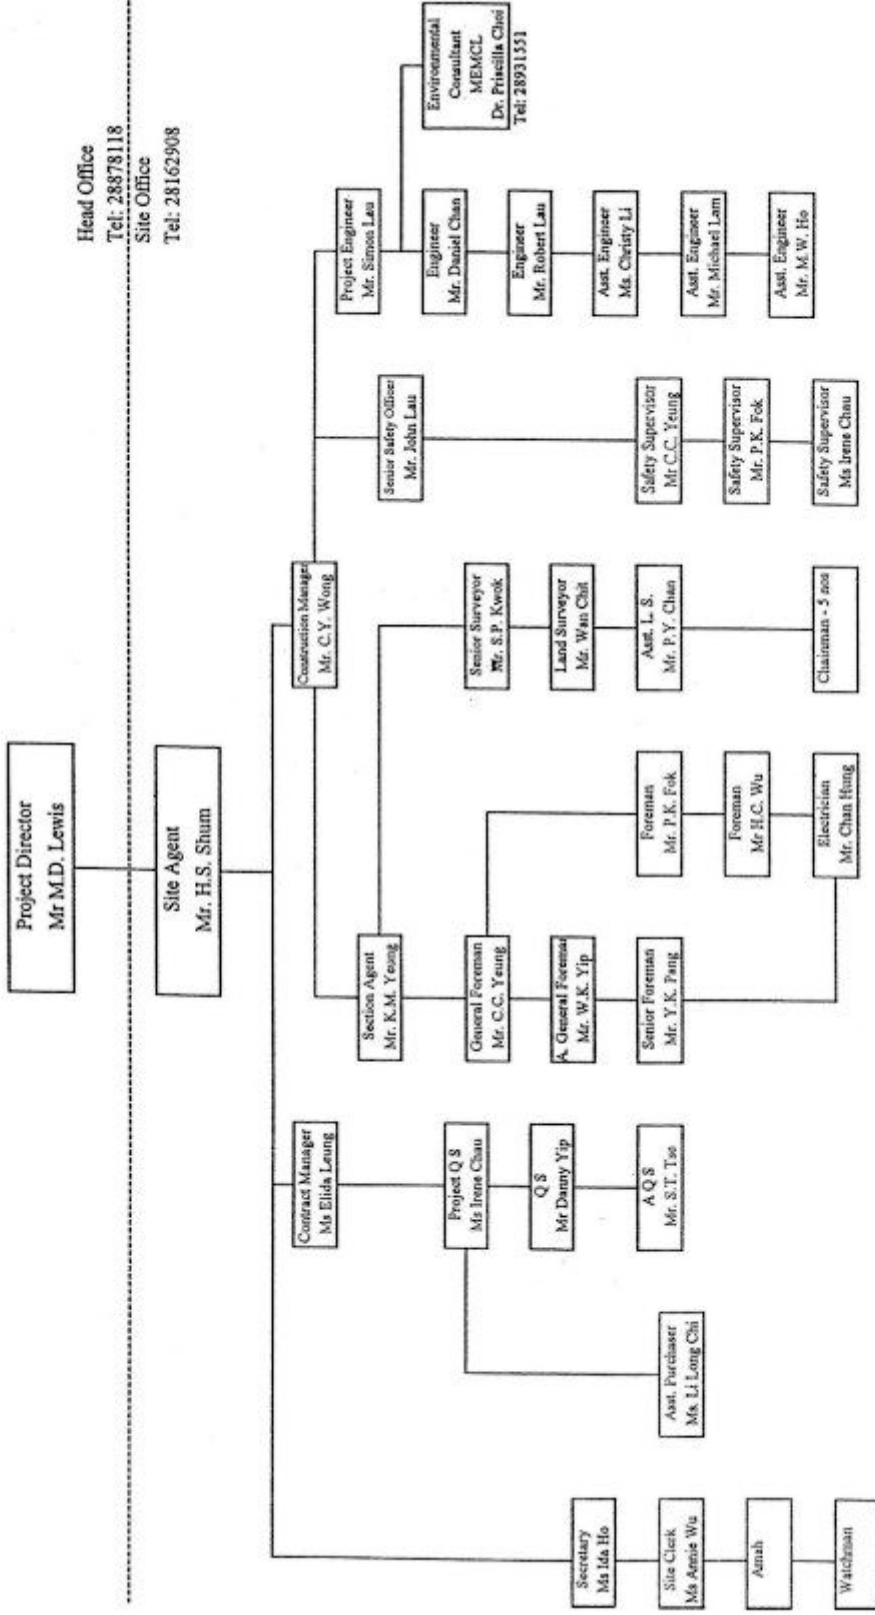 Project Director
Mr M.D. Lewis
Head Office
Tel: 28878118
Site Office
Tel: 28162908
Site Agent
Mr. H.S. Shum
Contract Manager
Ms Elida Leung
Construction Manager
Mr. C.Y. Wong
Section Agent
Mr. K.M. Yeung
Senior Safety Officer
Mr. John Lau
Project Engineer
Mr. Simon Lau
Environmental
Consultant
MEMCL
Dr. Priscilla Choi
Tel: 28931551
Project Q S
Ms Irene Chau
General Foreman
Mr. C.C. Yeung
Senior Surveyor
Mr. S.P. Kwok
Engineer
Mr. Daniel Chan
Q S
Mr Danny Yip
A. General Foreman
Mr. W.K. Yip
Land Surveyor
Mr. Wan Chit
Engineer
Mr. Robert Lau
Secretary
Ms Ida Ho
A Q S
Mr. S.T. Tso
Senior Foreman
Mr. Y.K. Pang
Foreman
Mr. P.K. Fok
Asst. L. S.
Mr. P.Y. Chan
Safety Supervisor
Mr C.C. Yeung
Asst. Engineer
Ms. Christy Li
Site Clerk
Ms Annie Wu
Asst. Purchaser
Ms. Li Long Chi
Foreman
Mr H.C. Wu
Safety Supervisor
Mr. P.K. Fok
Asst. Engineer
Mr. Michael Lam
Amah
Electrician
Mr. Chan Hung
Chainman - 5 nos
Safety Supervisor
Ms Irene Chau
Asst. Engineer
Mr. M.W. Ho
Watchman